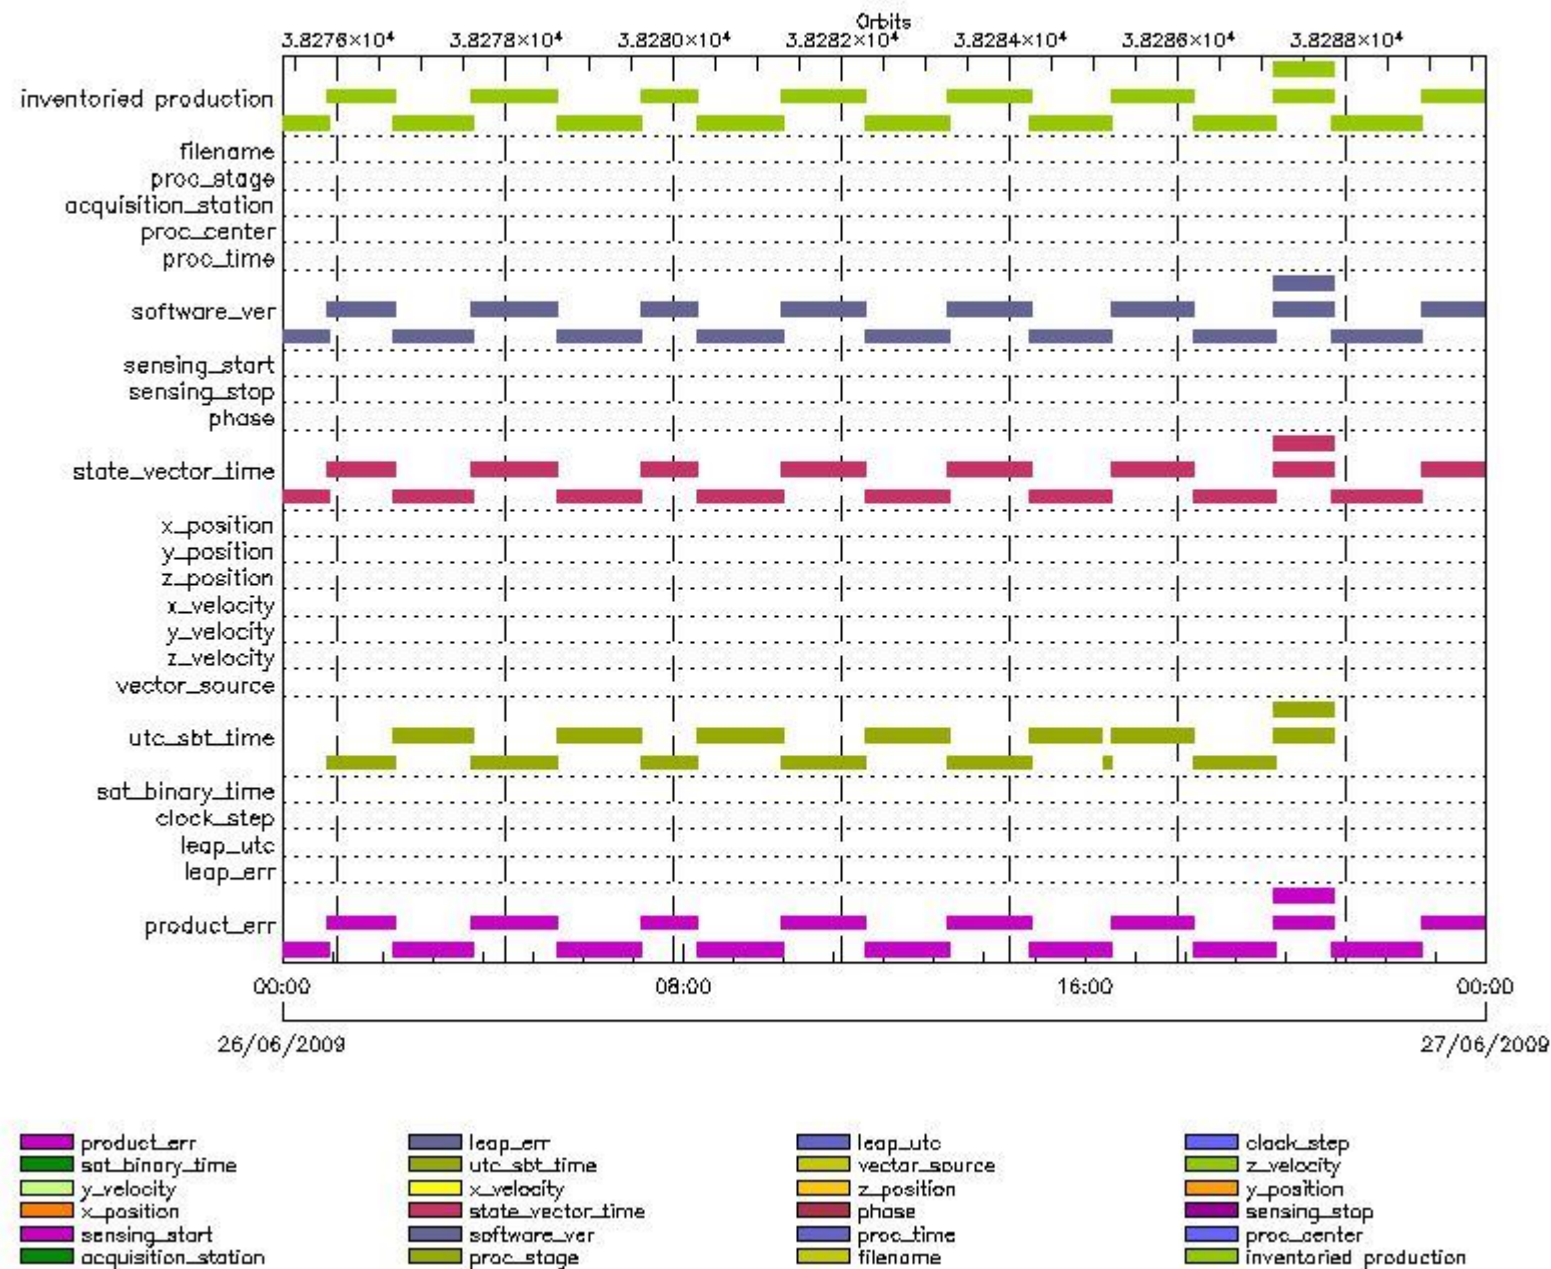 Orbits
3.8276×10⁴ 3.8278×10⁴ 3.8280×10⁴ 3.8282×10⁴ 3.8284×10⁴ 3.8286×10⁴ 3.8288×10⁴
inventoried production
filename
proc_stage
acquisition_station
proc_center
proc_time
software_ver
sensing_start
sensing_stop
phase
state_vector_time
x_position
y_position
z_position
x_velocity
y_velocity
z_velocity
vector_source
utc_sbt_time
sat_binary_time
clock_step
leap_utc
leap_err
product_err
00:00 08:00 16:00 00:00
26/06/2009 27/06/2009
product_err leap_err leap_utc clock_step
sat_binary_time utc_sbt_time vector_source z_velocity
y_velocity x_velocity z_position y_position
x_position state_vector_time phase sensing_stop
sensing_start software_ver proc_time proc_center
acquisition_station proc_stage filename inventoried production